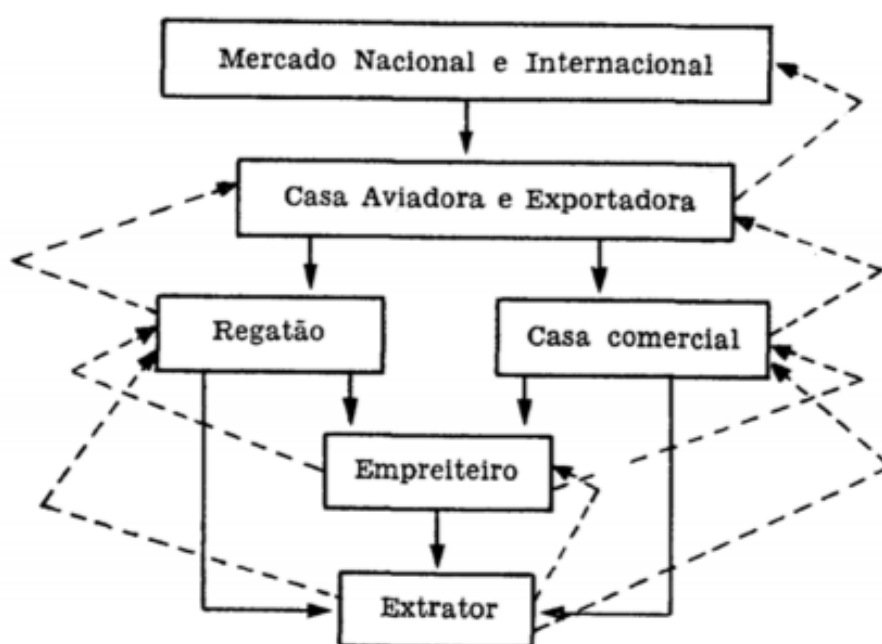 Mercado Nacional e Internacional
Casa Aviadora e Exportadora
Regatão
Casa comercial
Empreiteiro
Extrator